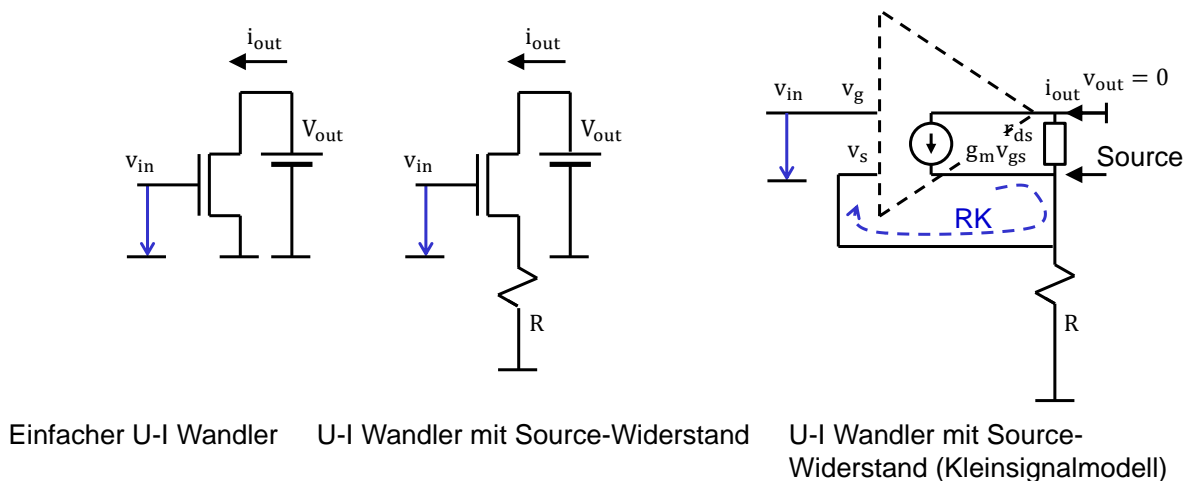 i_out
V_out
v_in
Einfacher U-I Wandler
i_out
V_out
v_in
R
U-I Wandler mit Source-Widerstand
v_in
v_g
v_s
i_out
v_out = 0
r_ds
g_m v_gs
Source
RK
R
U-I Wandler mit Source-
Widerstand (Kleinsignalmodell)